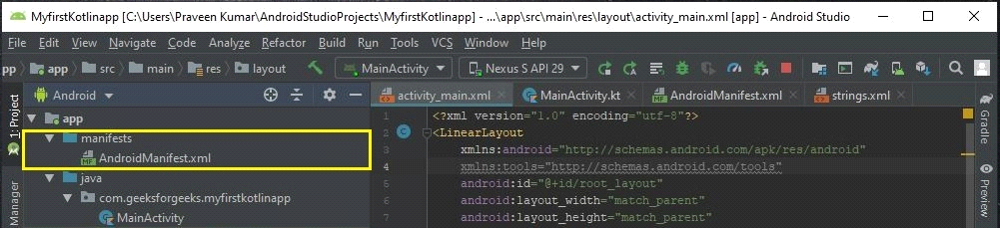 MyfirstKotlinapp [C:\Users\Praveen Kumar\AndroidStudioProjects\MyfirstKotlinapp] - ...\app\src\main\res\layout\activity_main.xml [app] - Android Studio
File Edit View Navigate Code Analyze Refactor Build Run Tools VCS Window Help
pp app src main res layout MainActivity Nexus S API 29
1: Project
Android
activity_main.xml MainActivity.kt AndroidManifest.xml strings.xml
app
manifests
MF AndroidManifest.xml
java
com.geeksforgeeks.myfirstkotlinapp
MainActivity
Manager
1 <?xml version="1.0" encoding="utf-8"?>
2 C <LinearLayout
3 xmlns:android="http://schemas.android.com/apk/res/android"
4 xmlns:tools="http://schemas.android.com/tools"
5 android:id="@+id/root_layout"
6 android:layout_width="match_parent"
7 android:layout_height="match_parent"
Gradle
Preview